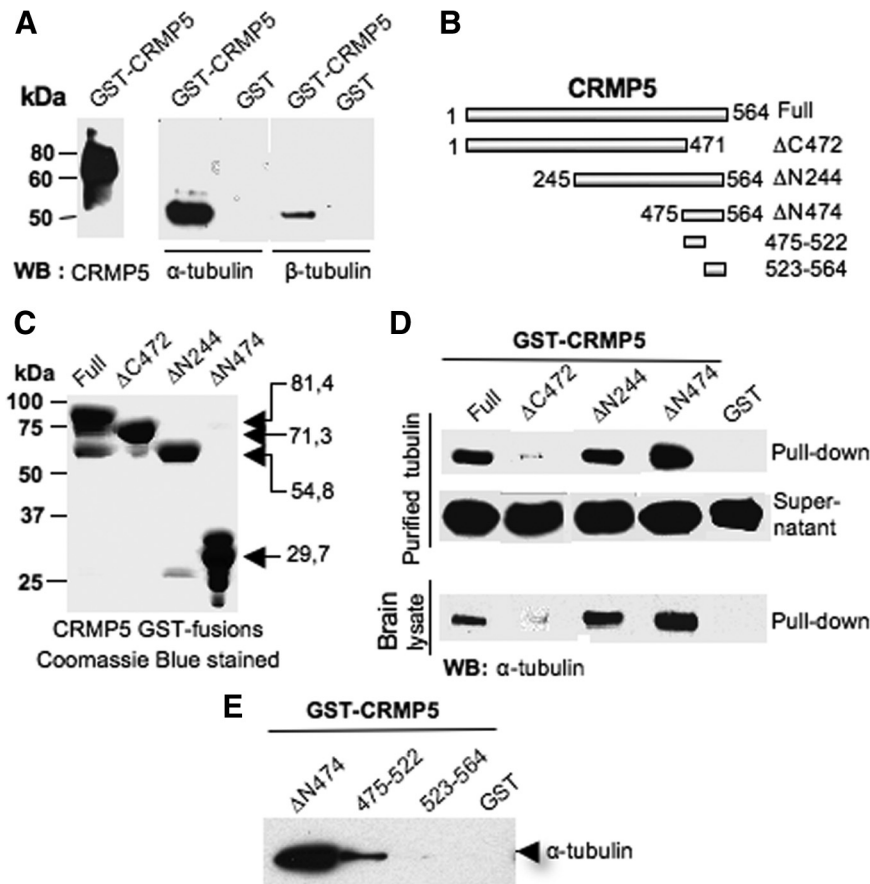 A
GST-CRMP5
GST-CRMP5
GST
GST-CRMP5
GST
kDa
80
60
50
WB : CRMP5 α-tubulin β-tubulin
B
CRMP5
1 564 Full
1 471 ΔC472
245 564 ΔN244
475 564 ΔN474
475-522
523-564
C
kDa
Full
ΔC472
ΔN244
ΔN474
100
75
50
37
25
81,4
71,3
54,8
29,7
CRMP5 GST-fusions
Coomassie Blue stained
D
GST-CRMP5
Full
ΔC472
ΔN244
ΔN474
GST
Purified tubulin
Pull-down
Super-
natant
Brain
lysate
Pull-down
WB: α-tubulin
E
GST-CRMP5
ΔN474
475-522
523-564
GST
α-tubulin